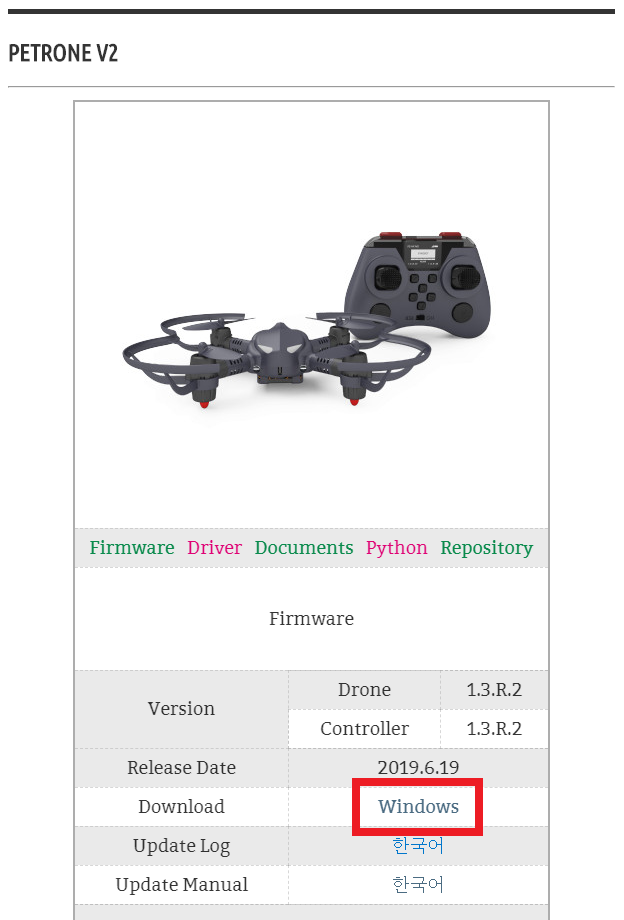 PETRONE V2
Firmware Driver Documents Python Repository
Firmware
Version
Drone 1.3.R.2
Controller 1.3.R.2
Release Date 2019.6.19
Download Windows
Update Log 한국어
Update Manual 한국어